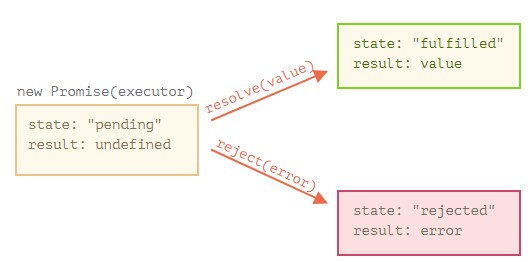 state: "fulfilled"
result: value
new Promise(executor)
resolve(value)
state: "pending"
result: undefined
reject(error)
state: "rejected"
result: error